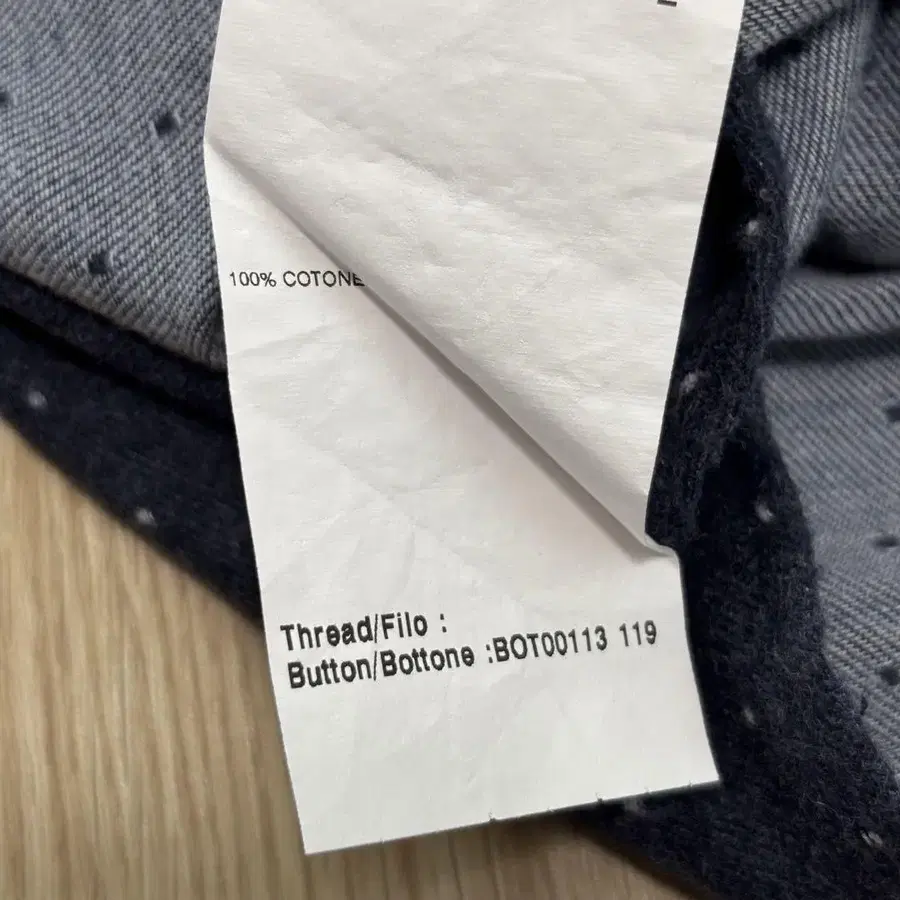 100% COTONE
Thread/Filo :
Button/Bottone :BOT00113 119